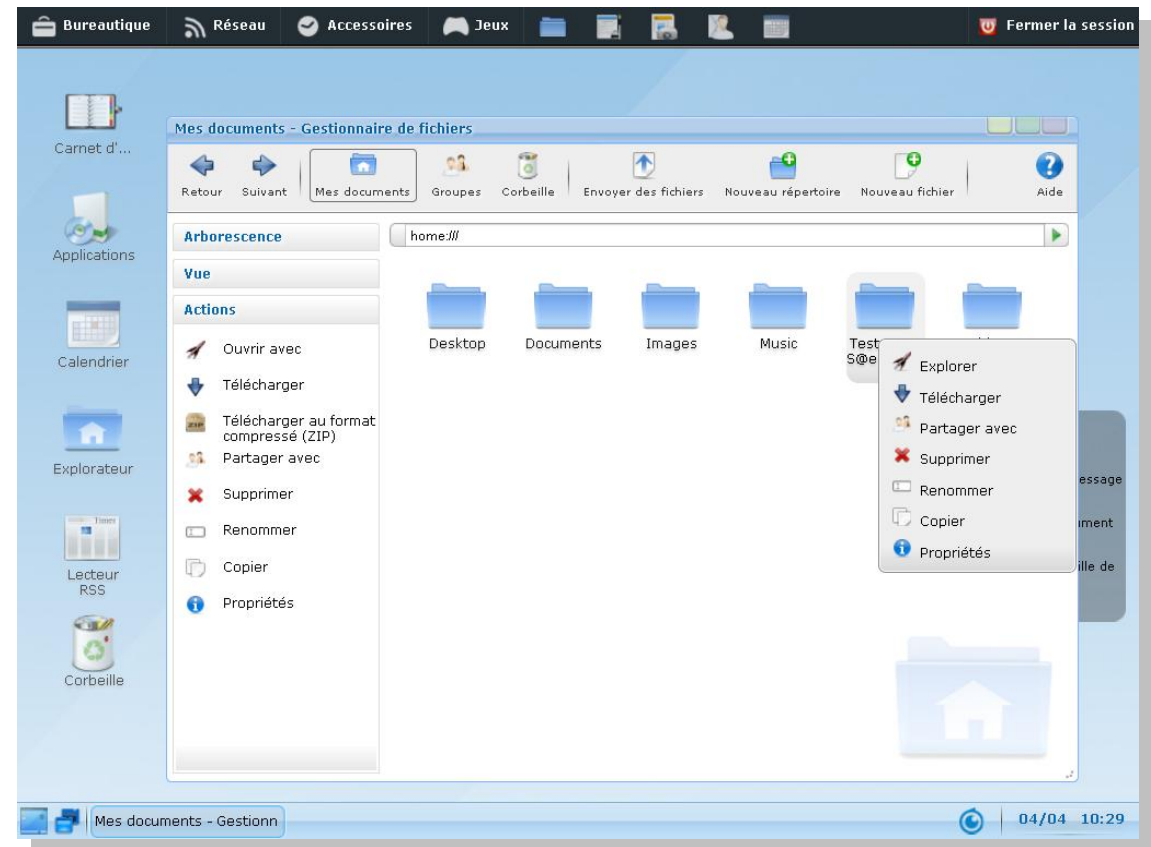 Bureautique Réseau Accessoires Jeux Fermer la session
Carnet d'...
Applications
Calendrier
Explorateur
Lecteur
RSS
Corbeille
Mes documents - Gestionnaire de fichiers
Retour Suivant Mes documents Groupes Corbeille Envoyer des fichiers Nouveau répertoire Nouveau fichier Aide
Arborescence
home:///
Vue
Actions
Ouvrir avec
Télécharger
ZIP Télécharger au format
compressé (ZIP)
Partager avec
Supprimer
Renommer
Copier
Propriétés
Desktop Documents Images Music Test
S@e
Explorer
Télécharger
Partager avec
Supprimer
Renommer
Copier
Propriétés
essage
ument
ille de
Mes documents - Gestionn 04/04 10:29